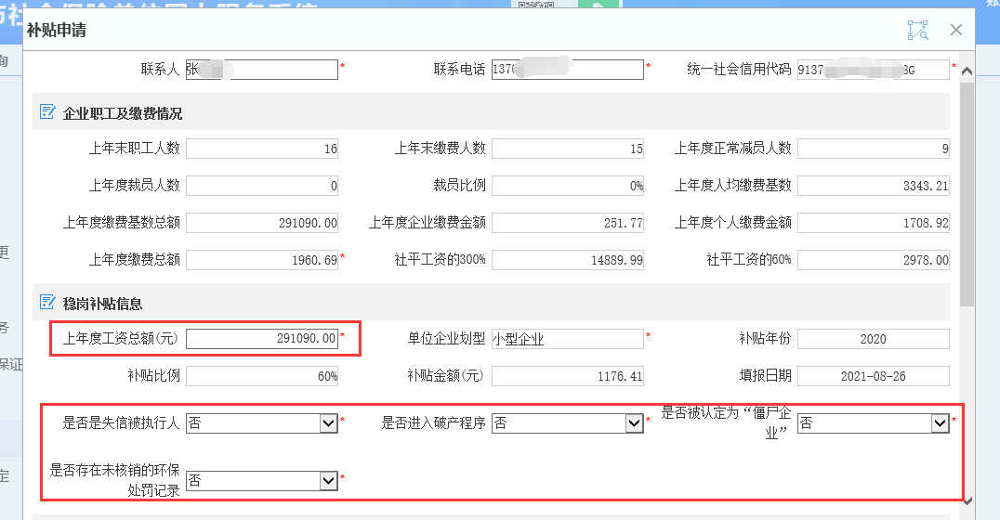 补贴申请
联系人 张 * 联系电话 1370 * 统一社会信用代码 9137 8G *
企业职工及缴费情况
上年末职工人数 16 上年末缴费人数 15 上年度正常减员人数 9
上年度裁员人数 0 裁员比例 0% 上年度人均缴费基数 3343.21
上年度缴费基数总额 291090.00 上年度企业缴费金额 251.77 上年度个人缴费金额 1708.92
上年度缴费总额 1960.69 * 社平工资的300% 14889.99 社平工资的60% 2978.00
稳岗补贴信息
上年度工资总额(元) 291090.00 * 单位企业划型 小型企业 * 补贴年份 2020
补贴比例 60% 补贴金额(元) 1176.41 填报日期 2021-08-26
是否是失信被执行人 否 * 是否进入破产程序 否 * 是否被认定为“僵尸企
业” 否 *
是否存在未核销的环保
处罚记录 否 *
询
更
务
保证
定